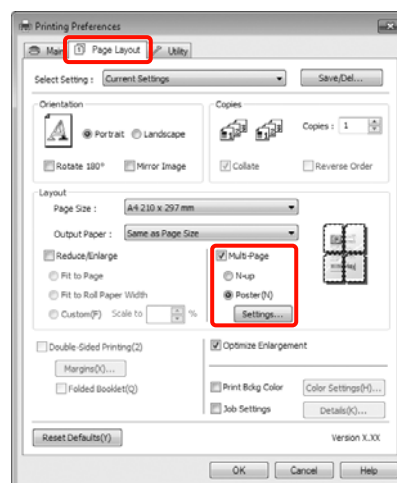 Printing Preferences
Main Page Layout Utility
Select Setting : Current Settings Save/Del...
Orientation Copies
Portrait Landscape Copies : 1
Rotate 180° Mirror Image Collate Reverse Order
Layout
Page Size : A4 210 x 297 mm
Output Paper : Same as Page Size
Reduce/Enlarge Multi-Page
Fit to Page N-up
Fit to Roll Paper Width Poster(N)
Custom(F) Scale to % Settings...
Double-Sided Printing(2) Optimize Enlargement
Margins(X)...
Folded Booklet(Q) Print Bckg Color Color Settings(H)...
Job Settings Details(K)...
Reset Defaults(Y) Version X.XX
OK Cancel Help